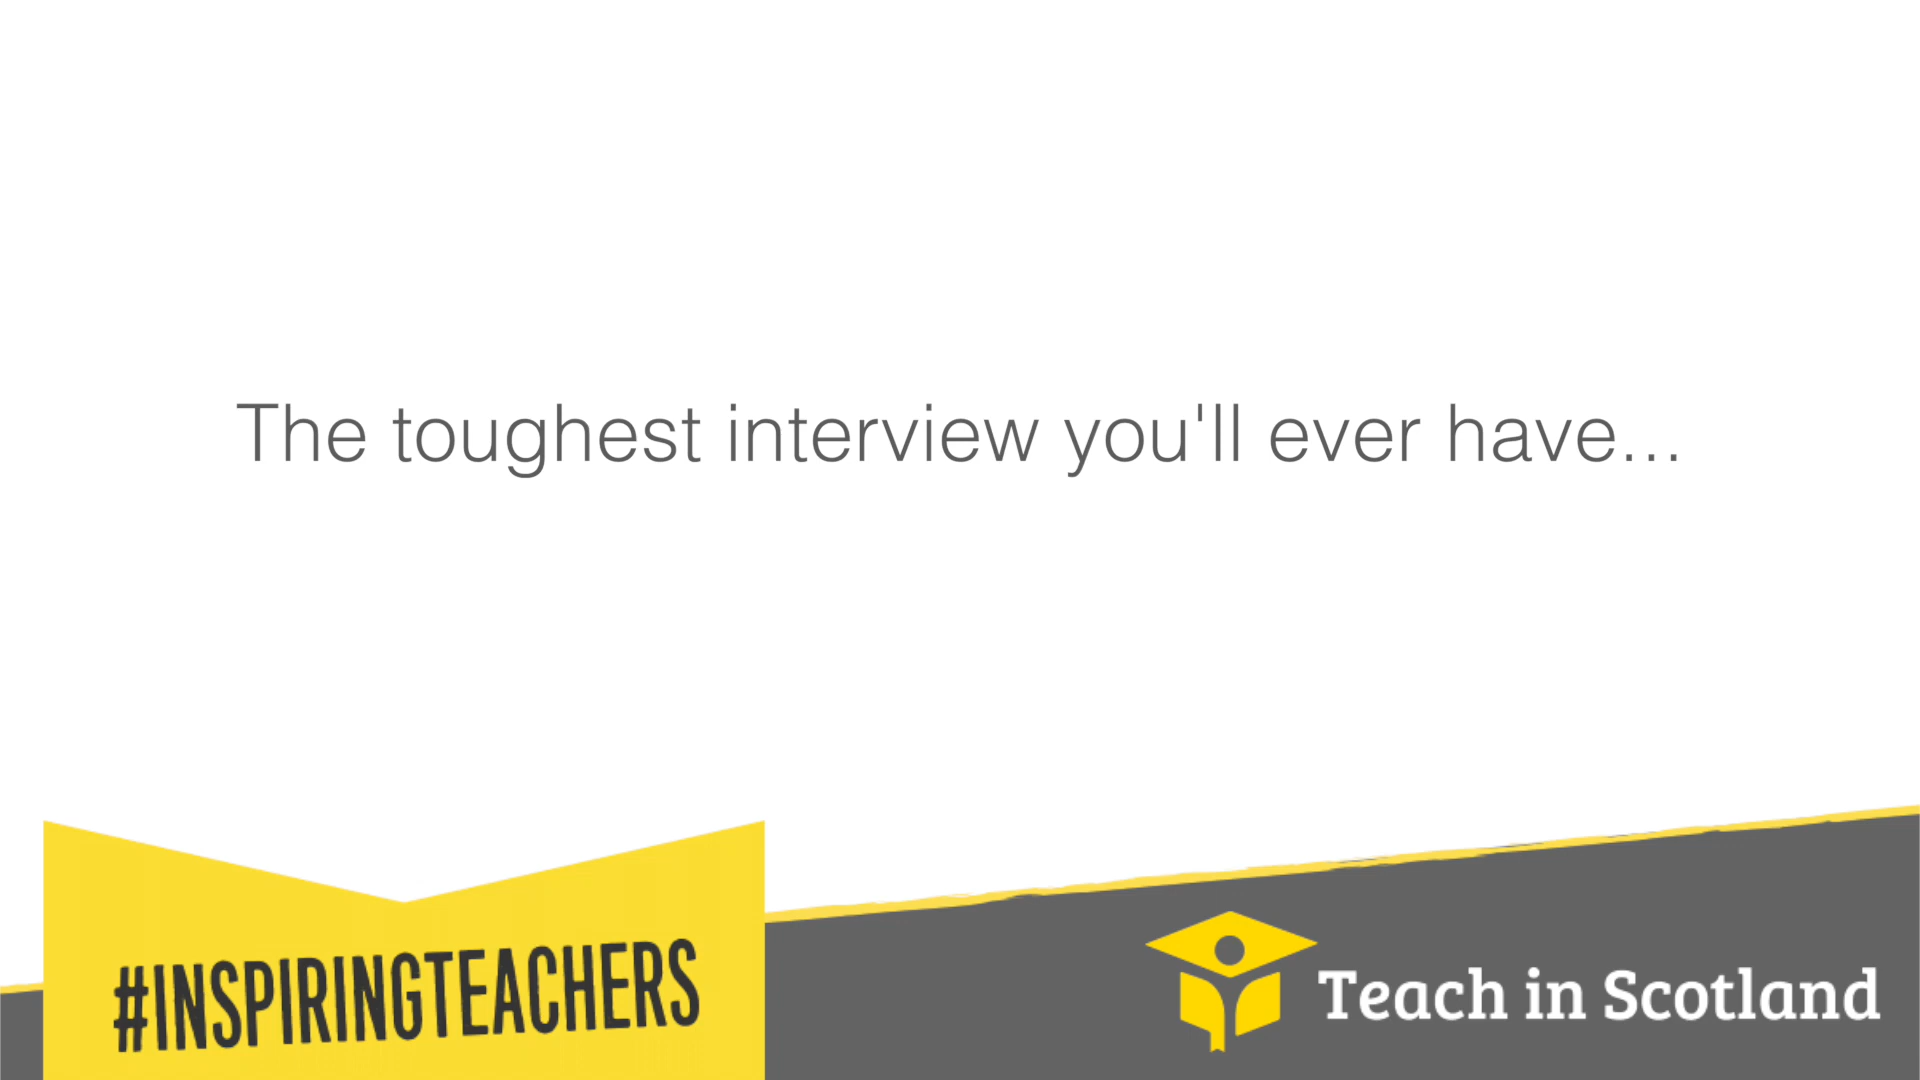 The toughest interview you'll ever have...
#INSPIRINGTEACHERS
Teach in Scotland